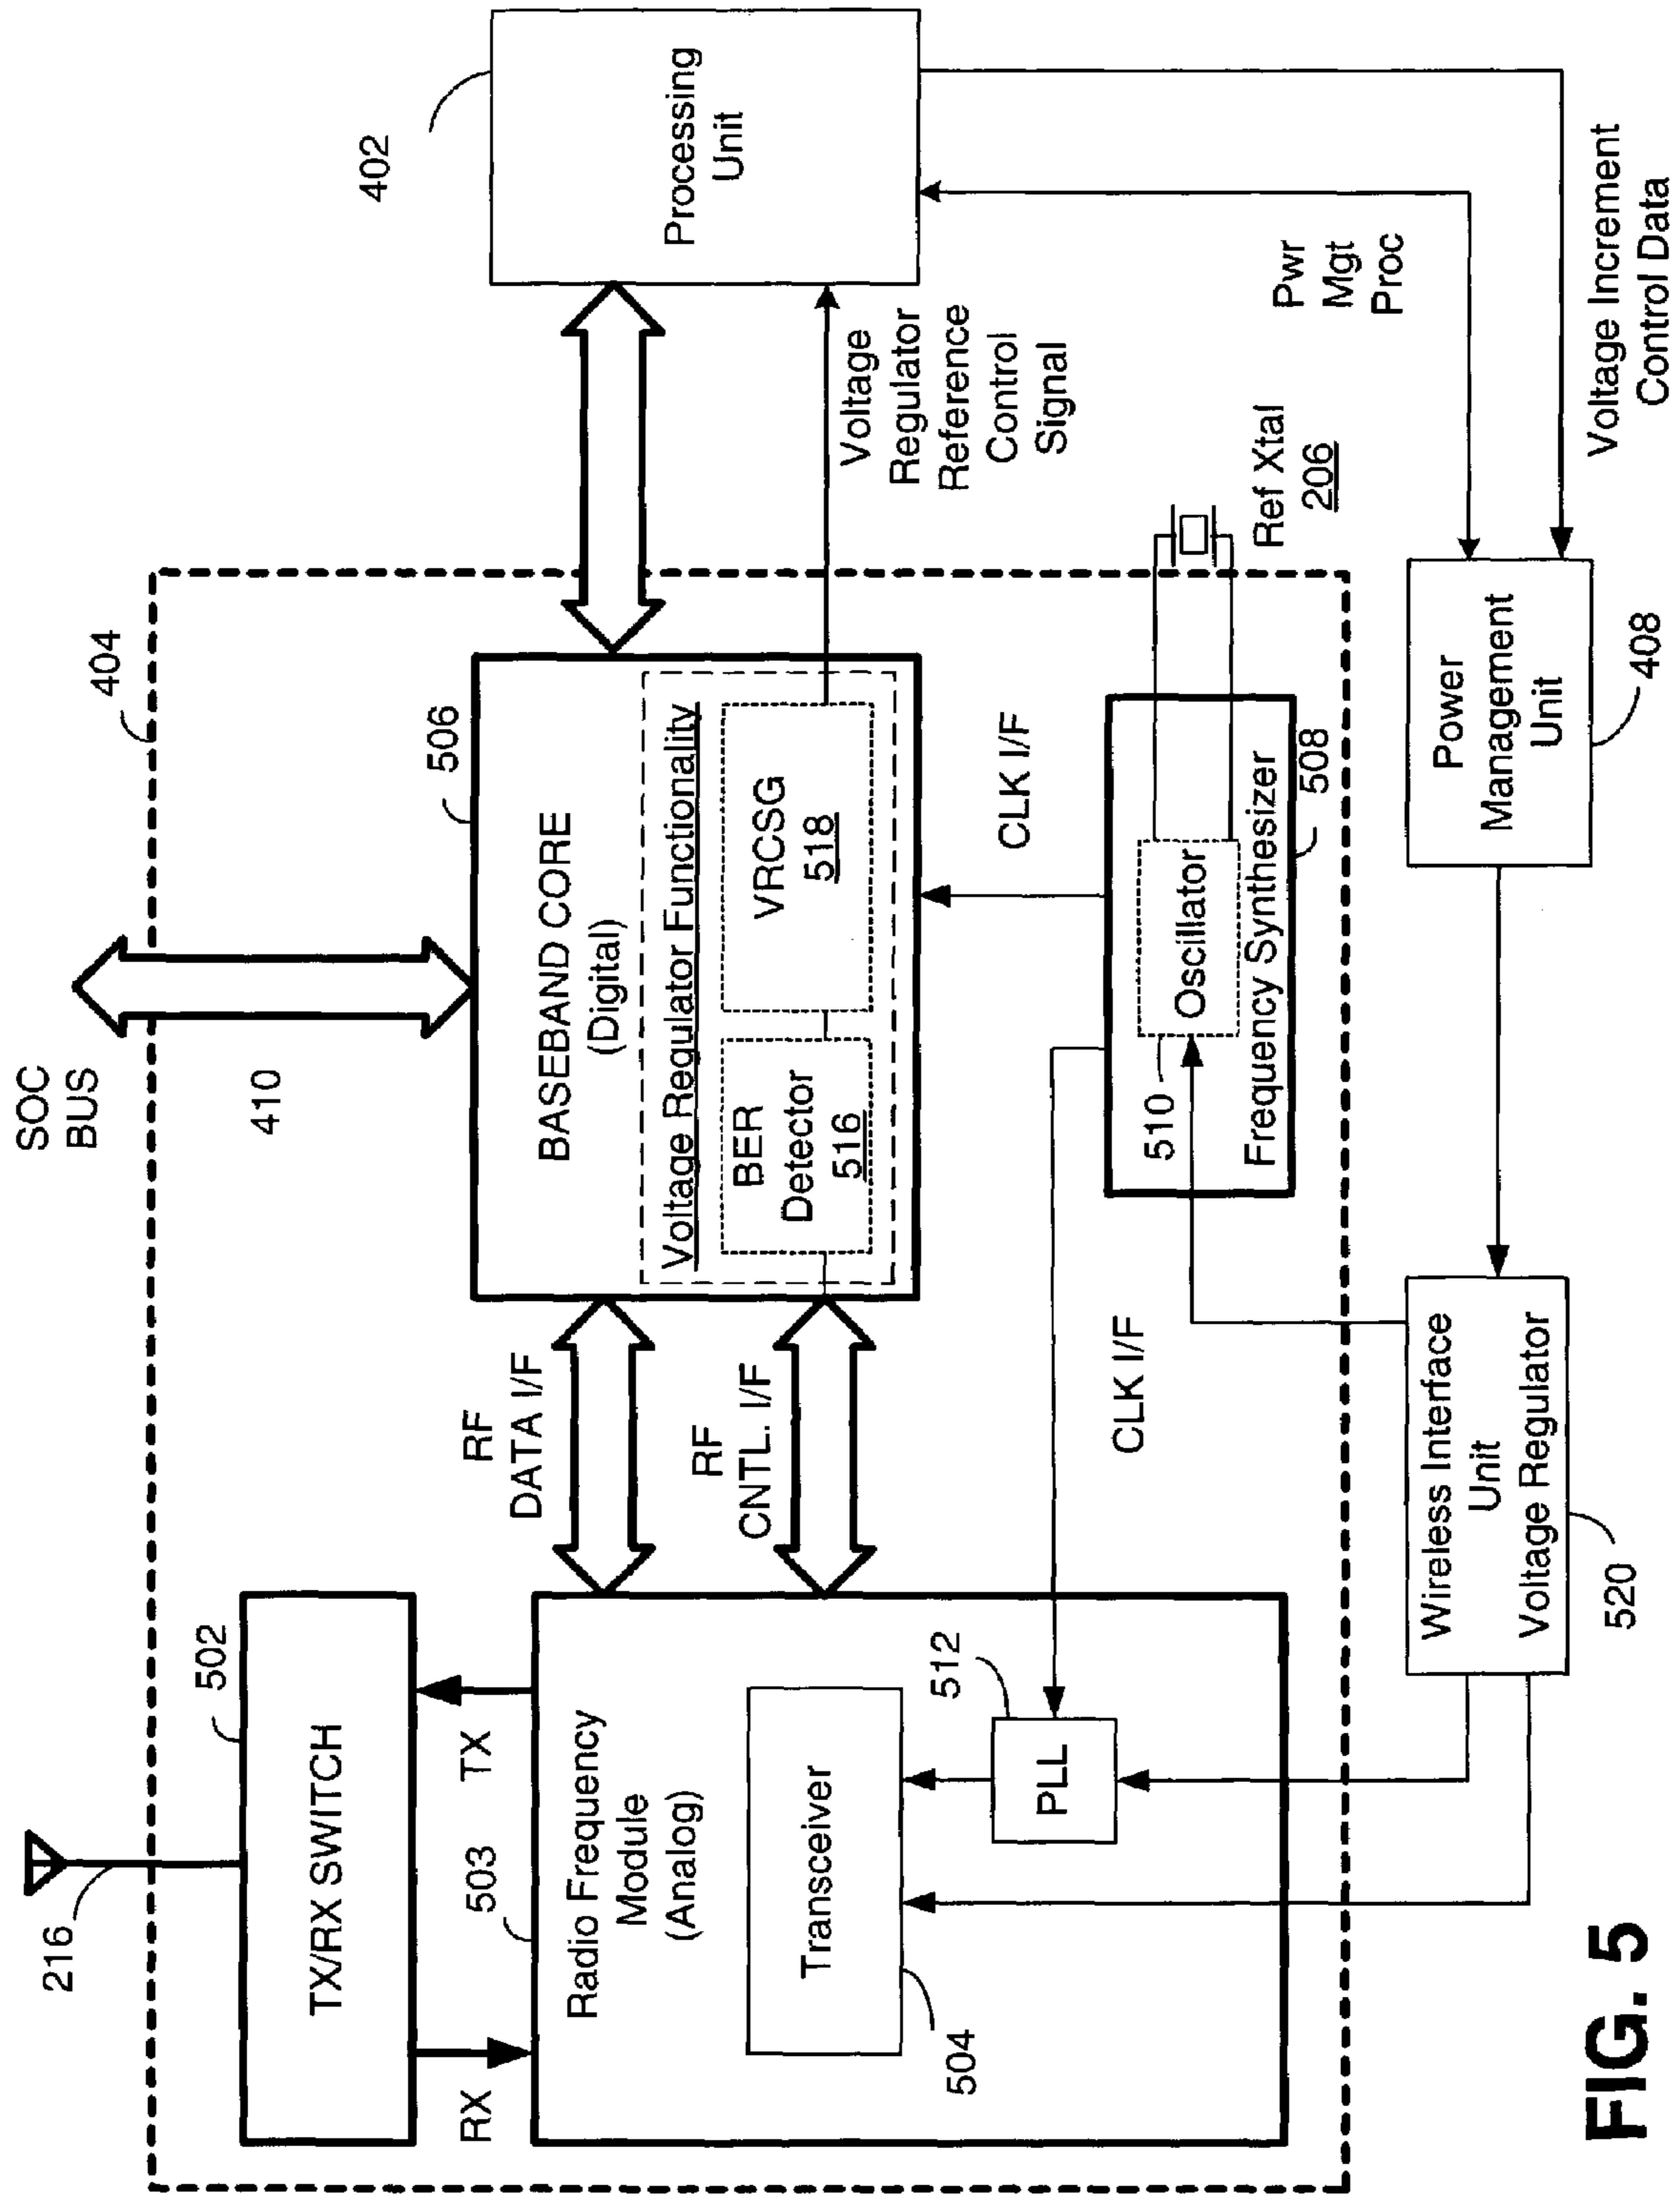 216
SOC
BUS
410
404
402
502
TX/RX SWITCH
RX
TX
503
Radio Frequency
Module
(Analog)
Transceiver
504
PLL
512
RF
DATA I/F
RF
CNTL. I/F
506
BASEBAND CORE
(Digital)
Voltage Regulator Functionality
BER
Detector
516
VRCSG
518
Processing
Unit
Voltage
Regulator
Reference
Control
Signal
CLK I/F
CLK I/F
510
Oscillator
Frequency Synthesizer
508
Ref Xtal
206
Pwr
Mgt
Proc
Voltage Increment
Control Data
Wireless Interface
Unit
Voltage Regulator
520
Power
Management
Unit
408
FIG. 5